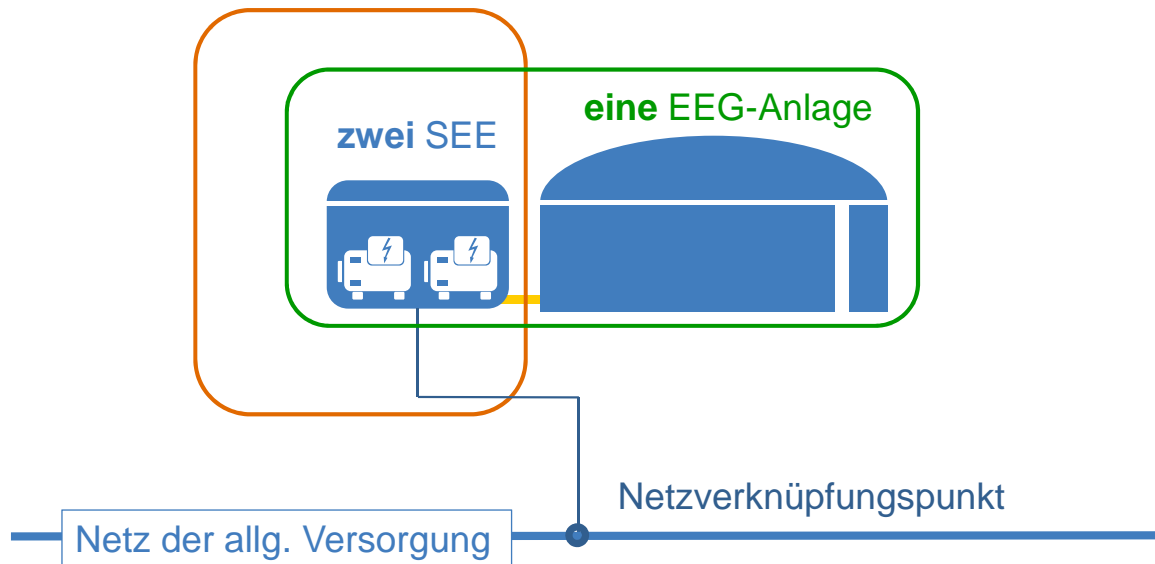 eine EEG-Anlage
zwei SEE
Netzverknüpfungspunkt
Netz der allg. Versorgung